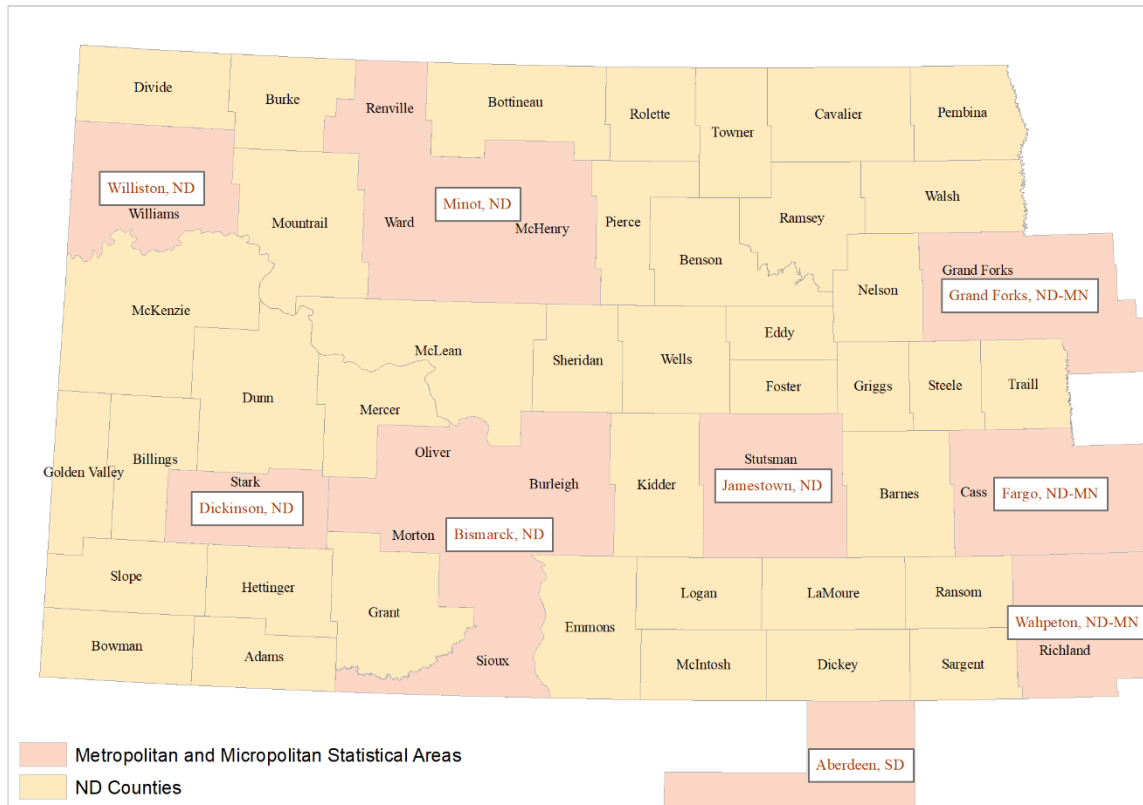 Divide
Burke
Renville
Bottineau
Rolette
Towner
Cavalier
Pembina
Williston, ND
Williams
Mountrail
Ward
Minot, ND
McHenry
Pierce
Benson
Ramsey
Walsh
Nelson
Grand Forks
Grand Forks, ND-MN
McKenzie
McLean
Sheridan
Wells
Eddy
Foster
Griggs
Steele
Traill
Dunn
Mercer
Golden Valley
Billings
Stark
Dickinson, ND
Oliver
Burleigh
Morton
Bismarck, ND
Kidder
Stutsman
Jamestown, ND
Barnes
Cass
Fargo, ND-MN
Slope
Hettinger
Grant
Bowman
Adams
Sioux
Emmons
Logan
LaMoure
Ransom
Wahpeton, ND-MN
Richland
McIntosh
Dickey
Sargent
Aberdeen, SD
Metropolitan and Micropolitan Statistical Areas
ND Counties